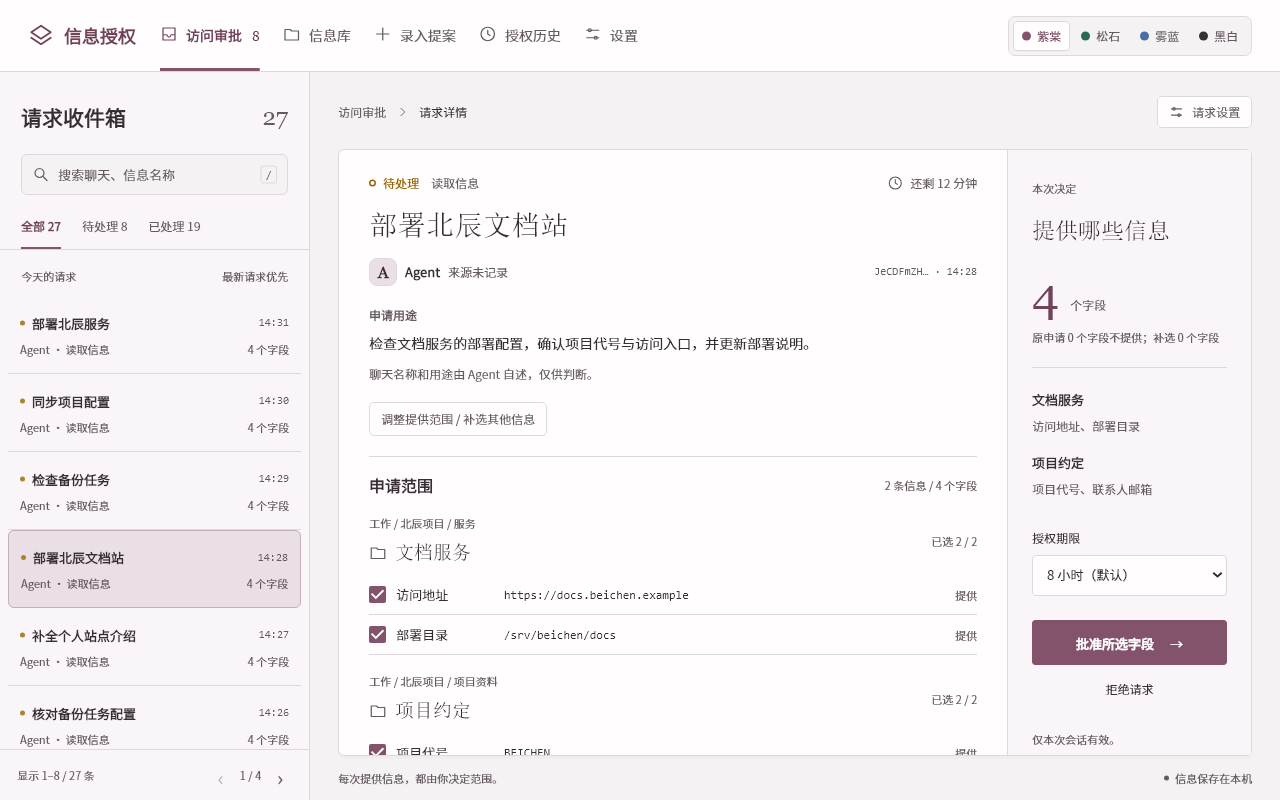 信息授权
访问审批 8
信息库
录入提案
授权历史
设置
紫棠
松石
雾蓝
黑白
请求收件箱 27
搜索聊天、信息名称 /
全部 27 待处理 8 已处理 19
今天的请求 最新请求优先
部署北辰服务 14:31
Agent · 读取信息 4 个字段
同步项目配置 14:30
Agent · 读取信息 4 个字段
检查备份任务 14:29
Agent · 读取信息 4 个字段
部署北辰文档站 14:28
Agent · 读取信息 4 个字段
补全个人站点介绍 14:27
Agent · 读取信息 4 个字段
核对备份任务配置 14:26
Agent · 读取信息 4 个字段
显示 1–8 / 27 条 ‹ 1 / 4 ›
访问审批 > 请求详情
请求设置
待处理 读取信息 还剩 12 分钟
部署北辰文档站
A Agent 来源未记录 JeCDFmZH… · 14:28
申请用途
检查文档服务的部署配置，确认项目代号与访问入口，并更新部署说明。
聊天名称和用途由 Agent 自述，仅供判断。
调整提供范围 / 补选其他信息
申请范围 2 条信息 / 4 个字段
工作 / 北辰项目 / 服务
文档服务 已选 2 / 2
访问地址 https://docs.beichen.example 提供
部署目录 /srv/beichen/docs 提供
工作 / 北辰项目 / 项目资料
项目约定 已选 2 / 2
项目代号 BEICHEN 提供
本次决定
提供哪些信息
4 个字段
原申请 0 个字段不提供；补选 0 个字段
文档服务
访问地址、部署目录
项目约定
项目代号、联系人邮箱
授权期限
8 小时（默认）
批准所选字段 →
拒绝请求
仅本次会话有效。
每次提供信息，都由你决定范围。
信息保存在本机